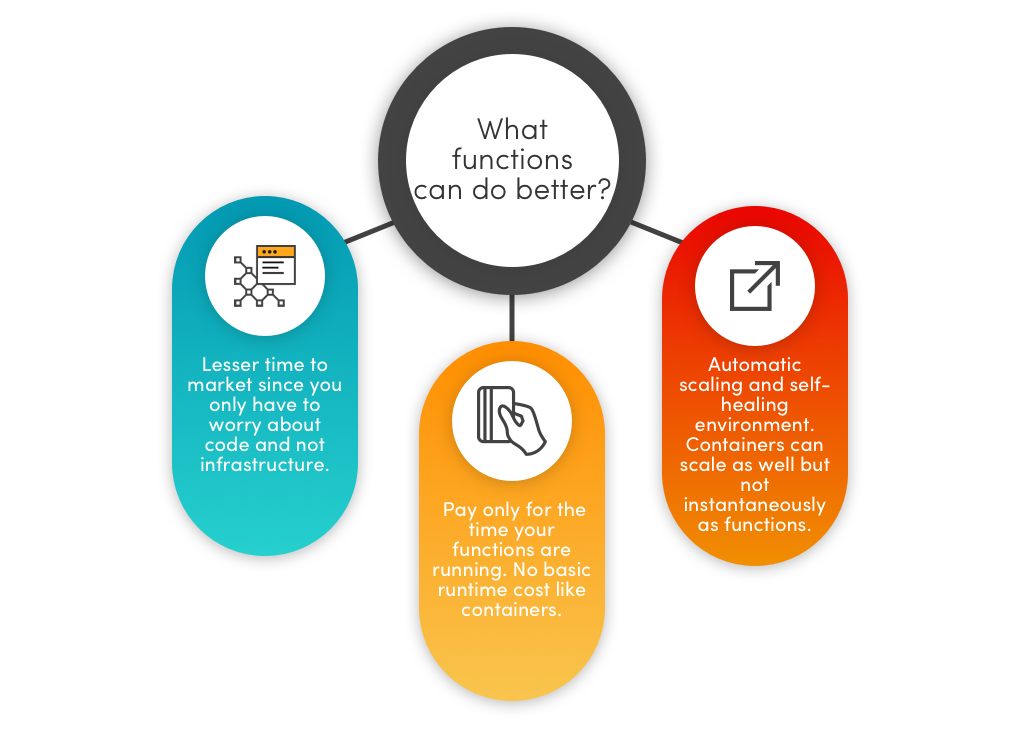 What
functions
can do better?
Lesser time to
market since you
only have to
worry about
code and not
infrastructure.
Pay only for the
time your
functions are
running. No basic
runtime cost like
containers.
Automatic
scaling and self-
healing
environment.
Containers can
scale as well but
not
instantaneously
as functions.